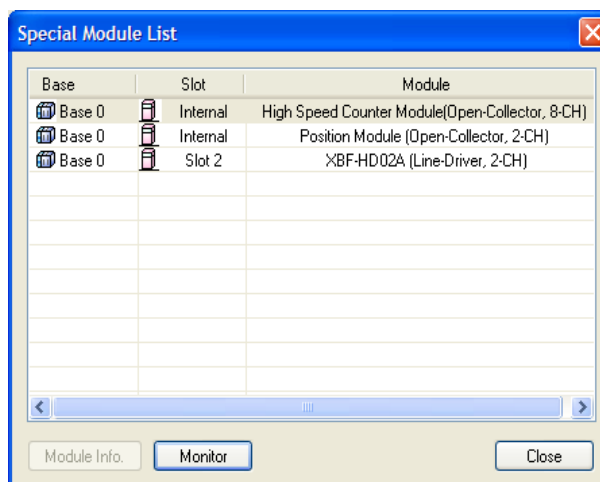 Special Module List
Base Slot Module
Base 0 Internal High Speed Counter Module(Open-Collector, 8-CH)
Base 0 Internal Position Module (Open-Collector, 2-CH)
Base 0 Slot 2 XBF-HD02A (Line-Driver, 2-CH)
Module Info. Monitor Close